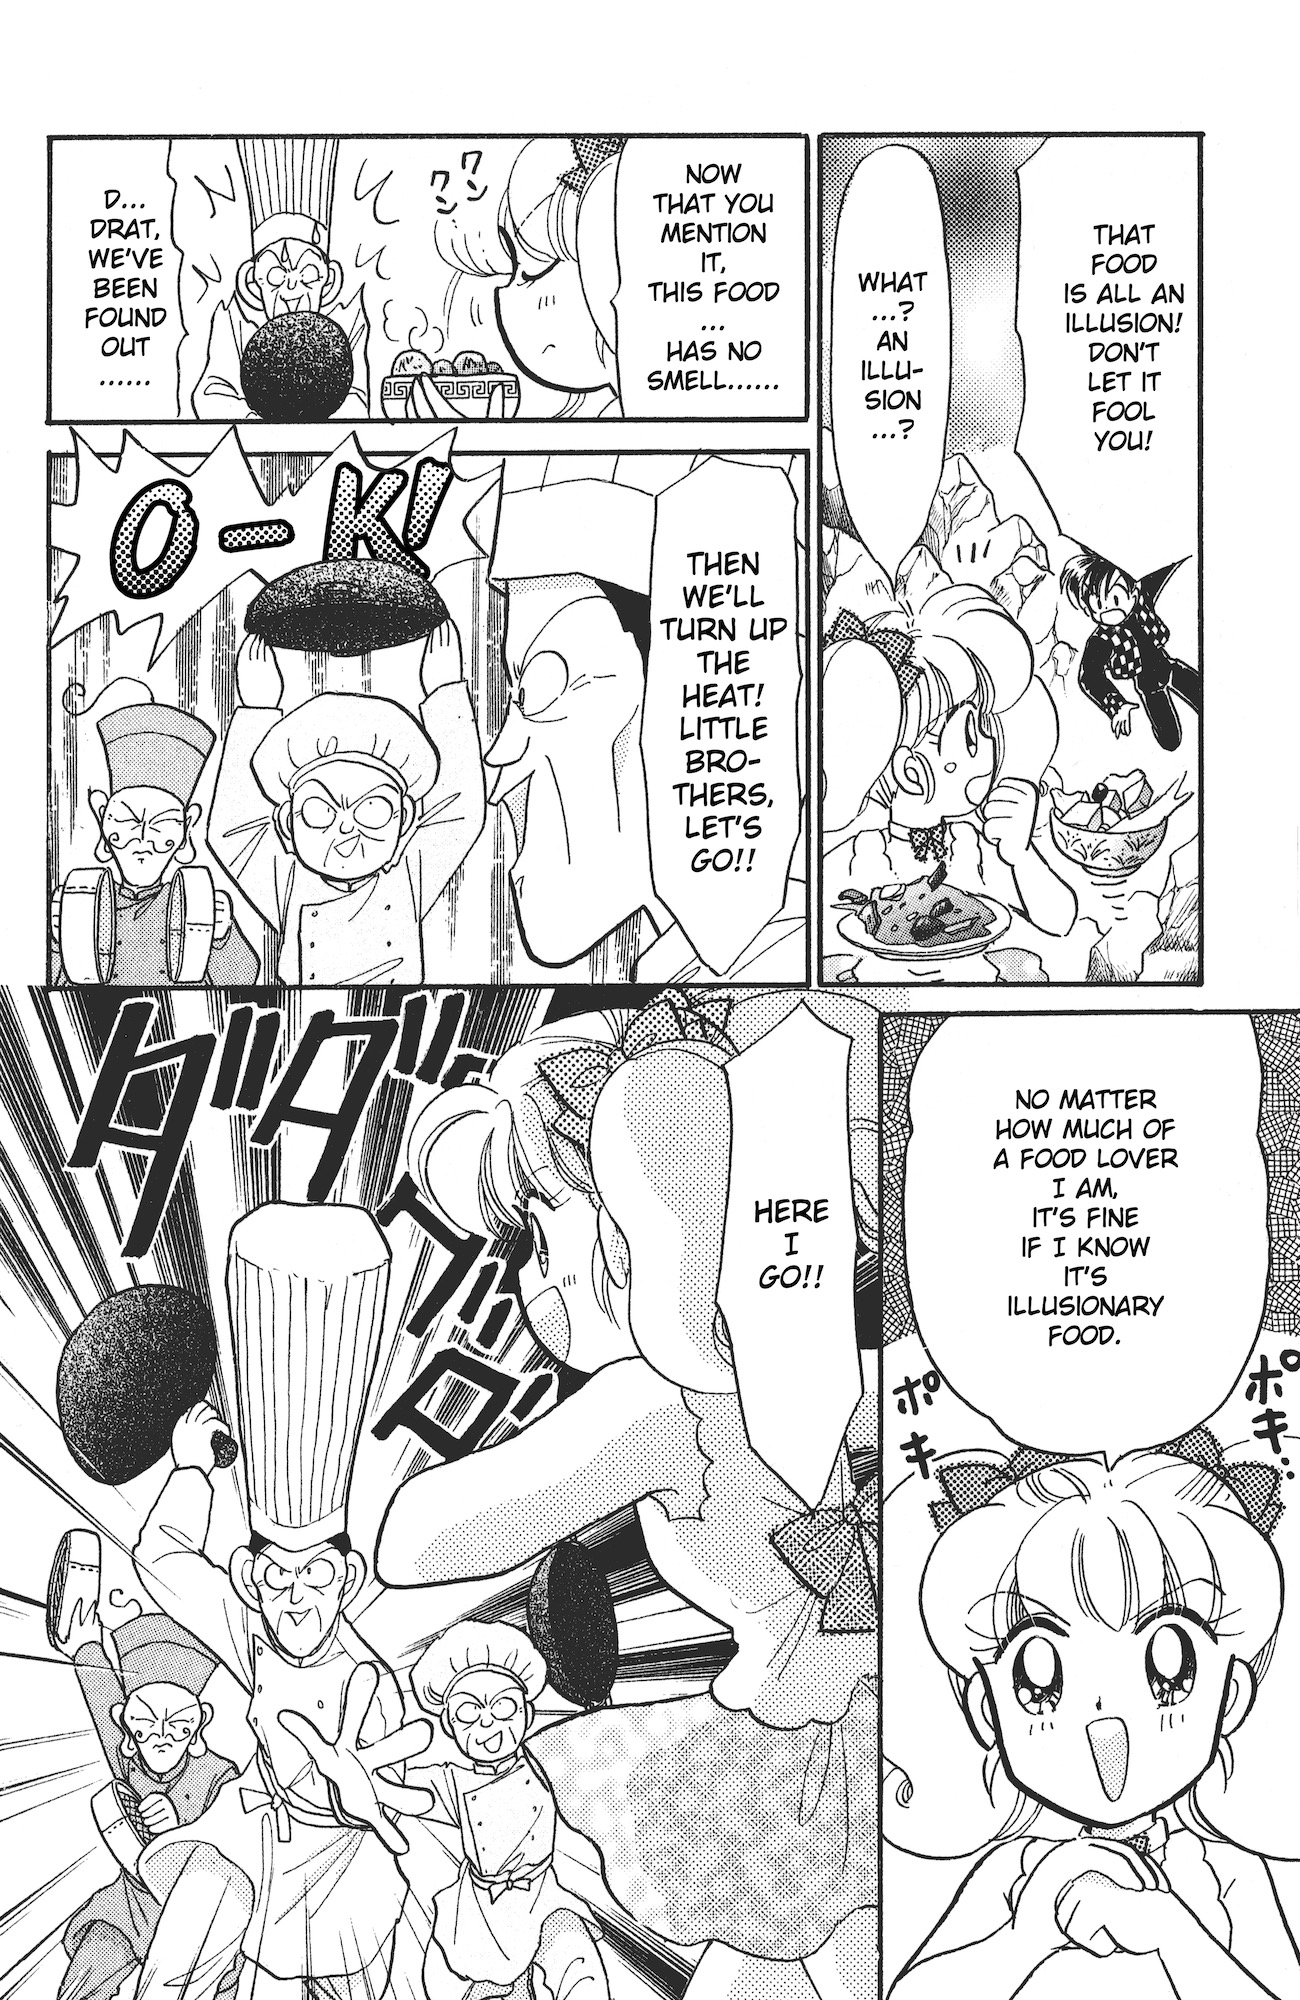 THAT
FOOD
IS ALL AN
ILLUSION!
DON'T
LET IT
FOOL
YOU!
WHAT
...?
AN
ILLU-
SION
...?
NOW
THAT YOU
MENTION
IT,
THIS FOOD
...
HAS NO
SMELL......
クンクン
D...
DRAT,
WE'VE
BEEN
FOUND
OUT
......
THEN
WE'LL
TURN UP
THE
HEAT!
LITTLE
BRO-
THERS,
LET'S
GO!!
O-K!
NO MATTER
HOW MUCH OF
A FOOD LOVER
I AM,
IT'S FINE
IF I KNOW
IT'S
ILLUSIONARY
FOOD.
ポキ..
ポキ
HERE
I
GO!!
ダダダ